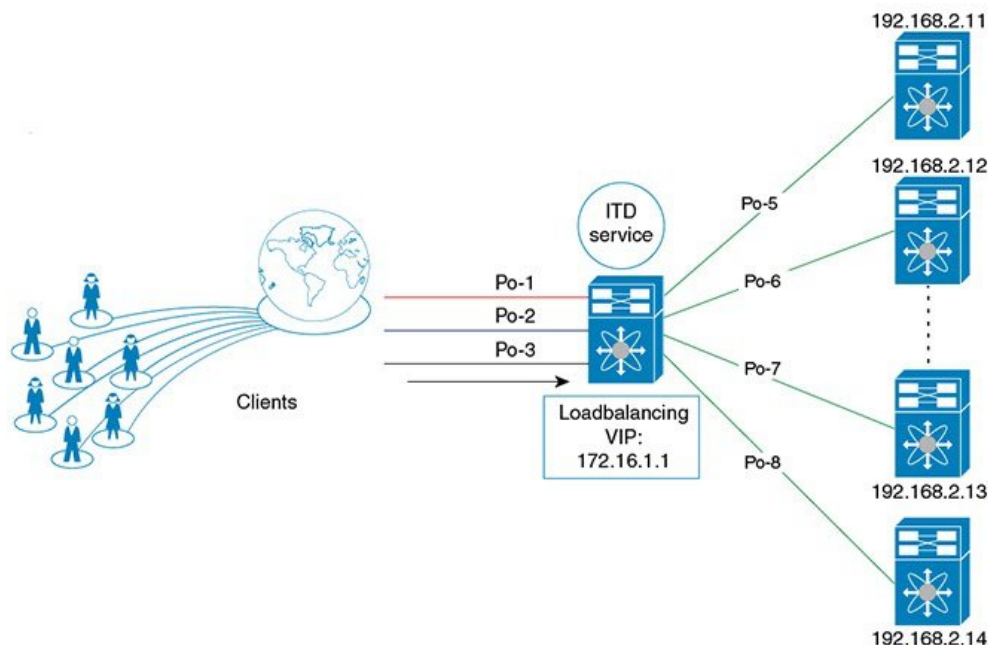 192.168.2.11
192.168.2.12
Po-5
ITD
service
Po-6
Po-1
Po-2
Po-3
Po-7
Clients
Loadbalancing
VIP:
172.16.1.1
Po-8
192.168.2.13
192.168.2.14